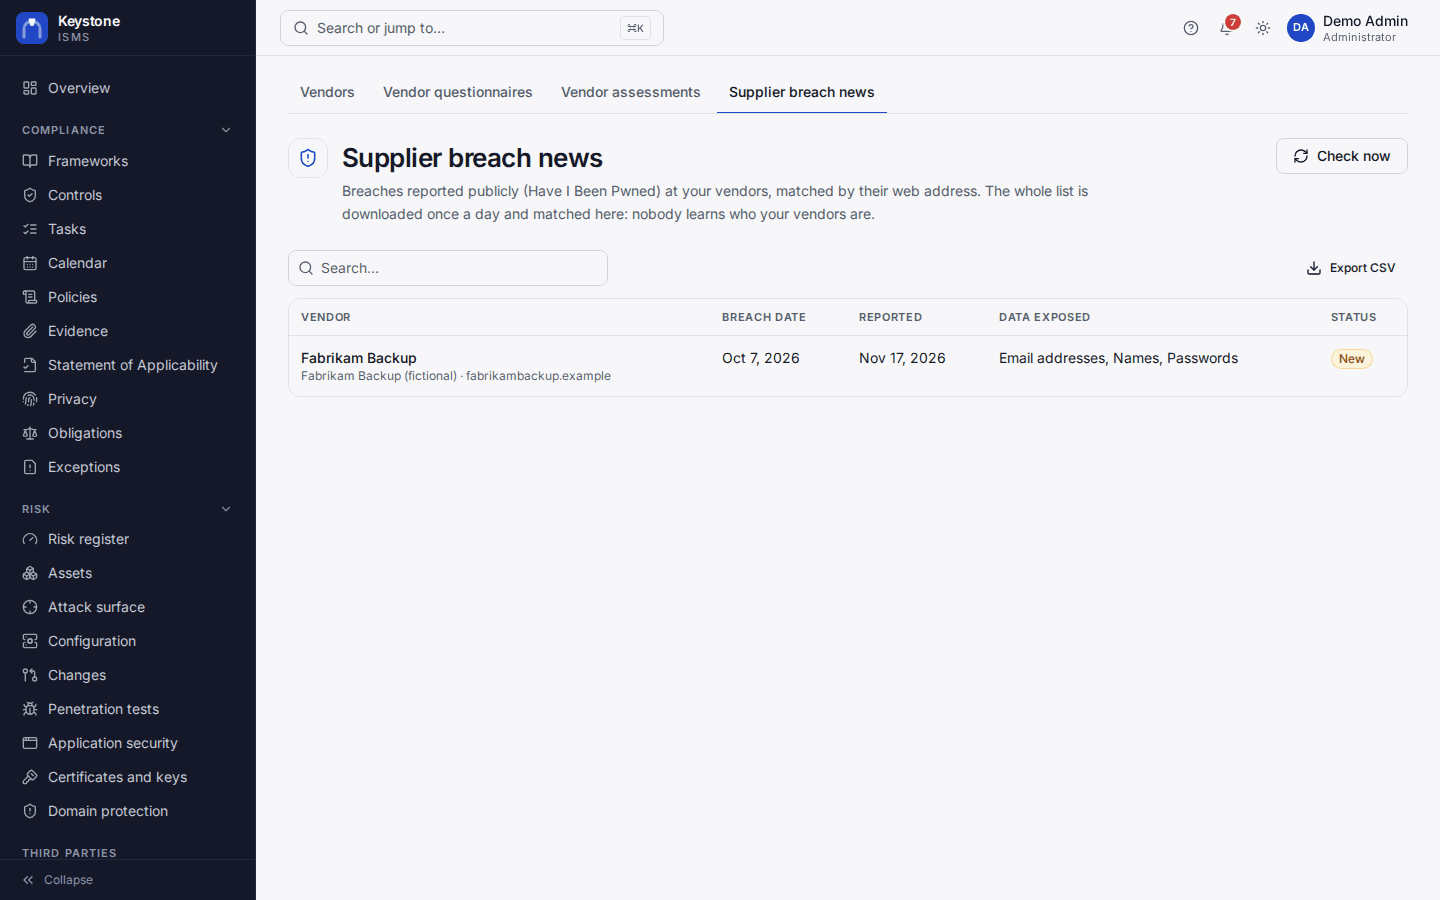 Keystone
ISMS
Search or jump to...
⌘K
7
DA
Demo Admin
Administrator
Overview
COMPLIANCE
Frameworks
Controls
Tasks
Calendar
Policies
Evidence
Statement of Applicability
Privacy
Obligations
Exceptions
RISK
Risk register
Assets
Attack surface
Configuration
Changes
Penetration tests
Application security
Certificates and keys
Domain protection
THIRD PARTIES
Collapse
Vendors
Vendor questionnaires
Vendor assessments
Supplier breach news
Supplier breach news
Check now
Breaches reported publicly (Have I Been Pwned) at your vendors, matched by their web address. The whole list is
downloaded once a day and matched here: nobody learns who your vendors are.
Search...
Export CSV
VENDOR
BREACH DATE
REPORTED
DATA EXPOSED
STATUS
Fabrikam Backup
Oct 7, 2026
Nov 17, 2026
Email addresses, Names, Passwords
New
Fabrikam Backup (fictional) · fabrikambackup.example